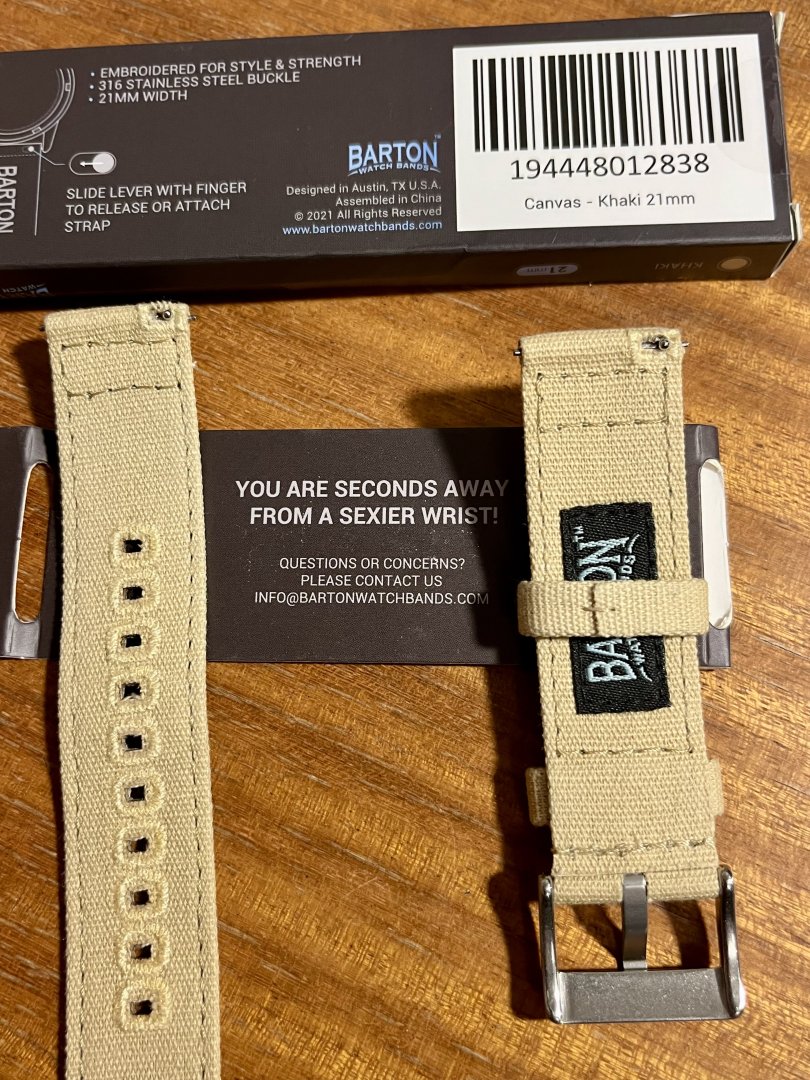 • EMBROIDERED FOR STYLE & STRENGTH
• 316 STAINLESS STEEL BUCKLE
• 21MM WIDTH
BARTON
SLIDE LEVER WITH FINGER
TO RELEASE OR ATTACH
STRAP
BARTON™
WATCH BANDS
Designed in Austin, TX U.S.A.
Assembled in China
© 2021 All Rights Reserved
www.bartonwatchbands.com
194448012838
Canvas - Khaki 21mm
WATCH
21mm
KHAKI
YOU ARE SECONDS AWAY
FROM A SEXIER WRIST!
QUESTIONS OR CONCERNS?
PLEASE CONTACT US
INFO@BARTONWATCHBANDS.COM